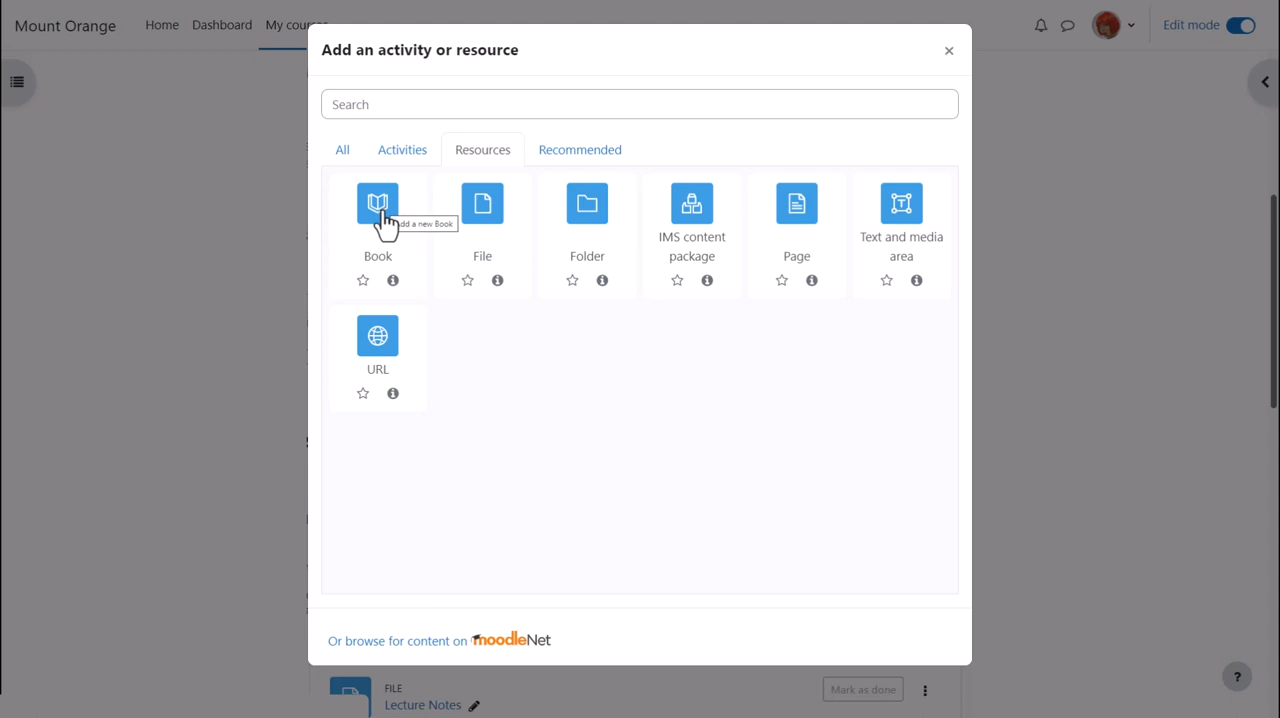 Mount Orange
Home
Dashboard
My courses
Edit mode
Add an activity or resource
Search
All
Activities
Resources
Recommended
Book
add a new Book
File
Folder
IMS content
package
Page
Text and media
area
URL
Or browse for content on moodleNet
FILE
Lecture Notes
Mark as done
?